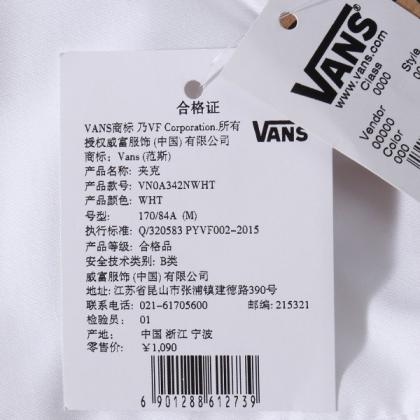 合格证
VANS商标 乃VF Corporation.所有
授权威富服饰(中国)有限公司
商标: Vans (范斯)
产品名称: 夹克
产品款号: VN0A342NWHT
产品颜色: WHT
号型: 170/84A (M)
执行标准: Q/320583 PYVF002-2015
产品等级: 合格品
安全技术类别: B类
威富服饰(中国)有限公司
地址: 江苏省昆山市张浦镇建德路390号
联系电话: 021-61705600 邮编: 215321
检验员: 01
产地: 中国 浙江 宁波
零售价: ￥1,090
6 901288 612739
VANS
VANS
Style
Class
0000
Vendor
00000
Color
000